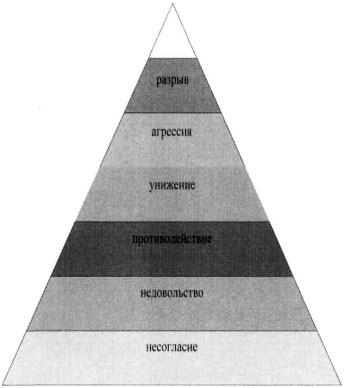 разрыв
агрессия
унижение
противодействие
недовольство
несогласие